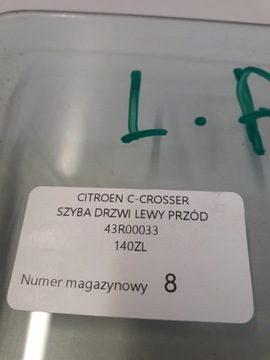 L.A
CITROEN C-CROSSER
SZYBA DRZWI LEWY PRZÓD
43R00033
140ZL
Numer magazynowy 8